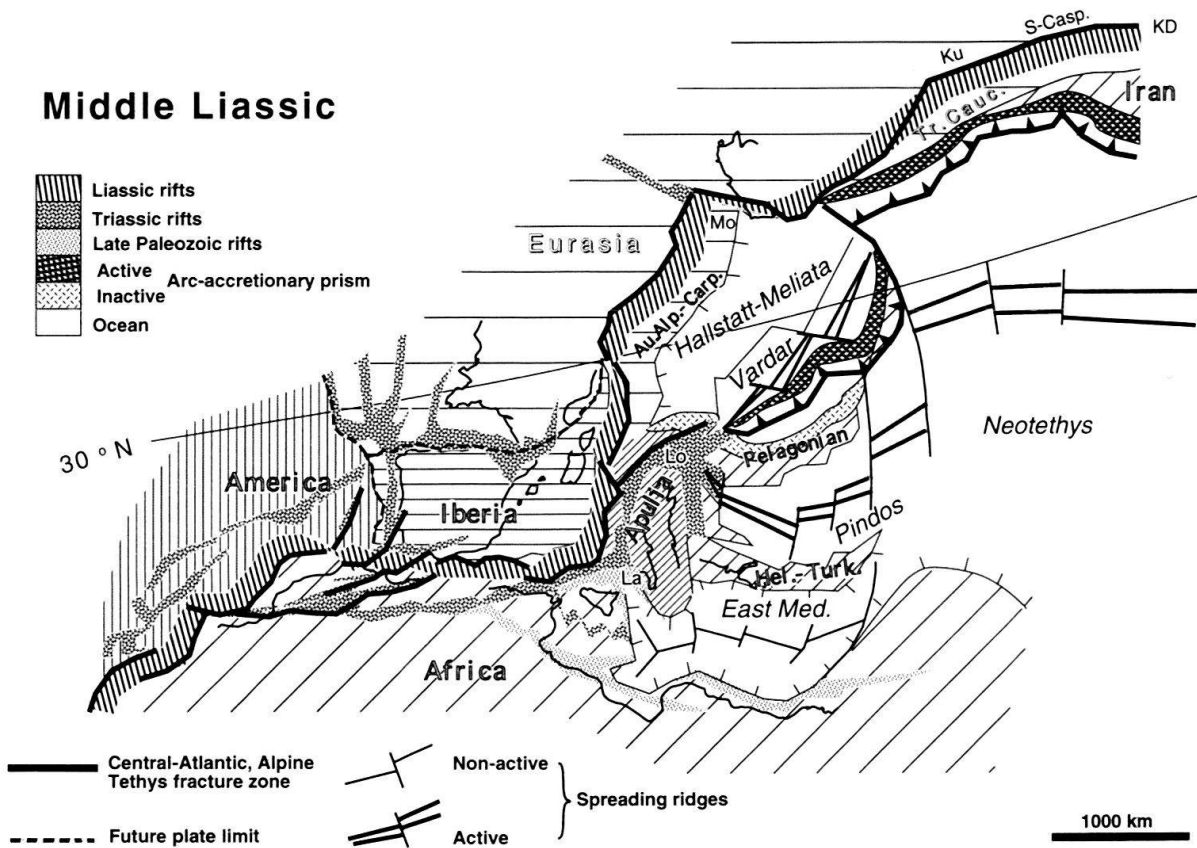 Middle Liassic
Liassic rifts
Triassic rifts
Late Paleozoic rifts
Active
Arc-accretionary prism
Inactive
Ocean
S-Casp.
KD
Ku
Iran
Tr. Cauc.
Mo
Eurasia
Au.Alp.-Carp.
Hallstatt-Meliata
Vardar
30 ° N
Neotethys
Pelagonian
Lo
America
Iberia
Apulia
Pindos
La
Hel.-Turk.
East Med.
Africa
Central-Atlantic, Alpine
Tethys fracture zone
Non-active
Spreading ridges
Future plate limit
Active
1000 km